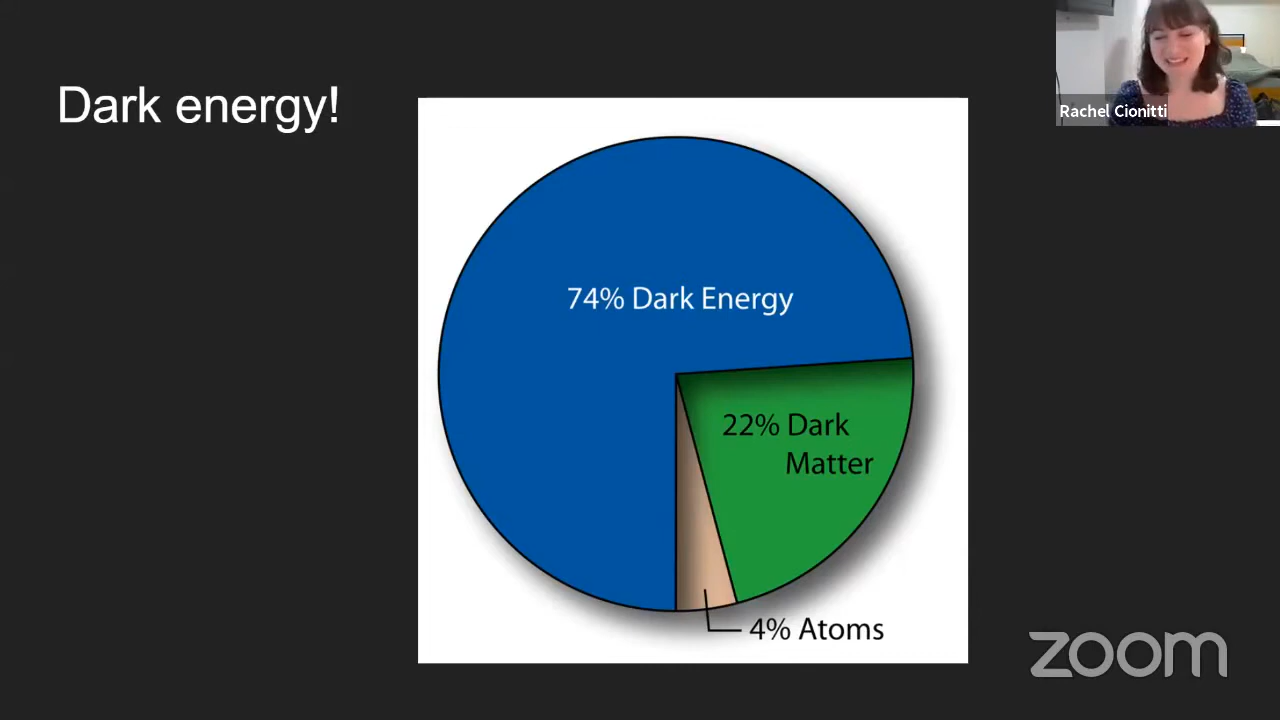 Dark energy!
Rachel Cionitti
74% Dark Energy
22% Dark
Matter
4% Atoms
zoom